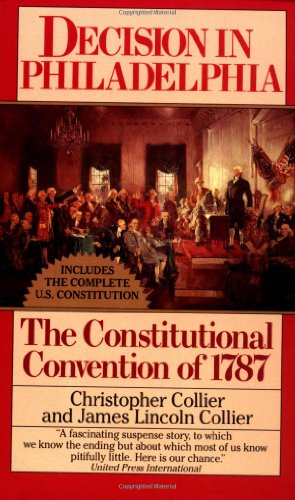 DECISION IN
PHILADELPHIA
INCLUDES
THE COMPLETE
U.S. CONSTITUTION
The Constitutional
Convention of 1787
Christopher Collier
and James Lincoln Collier
"A fascinating suspense story, to which
we know the ending but about which most of us know
pitifully little. Here is our chance."
United Press International